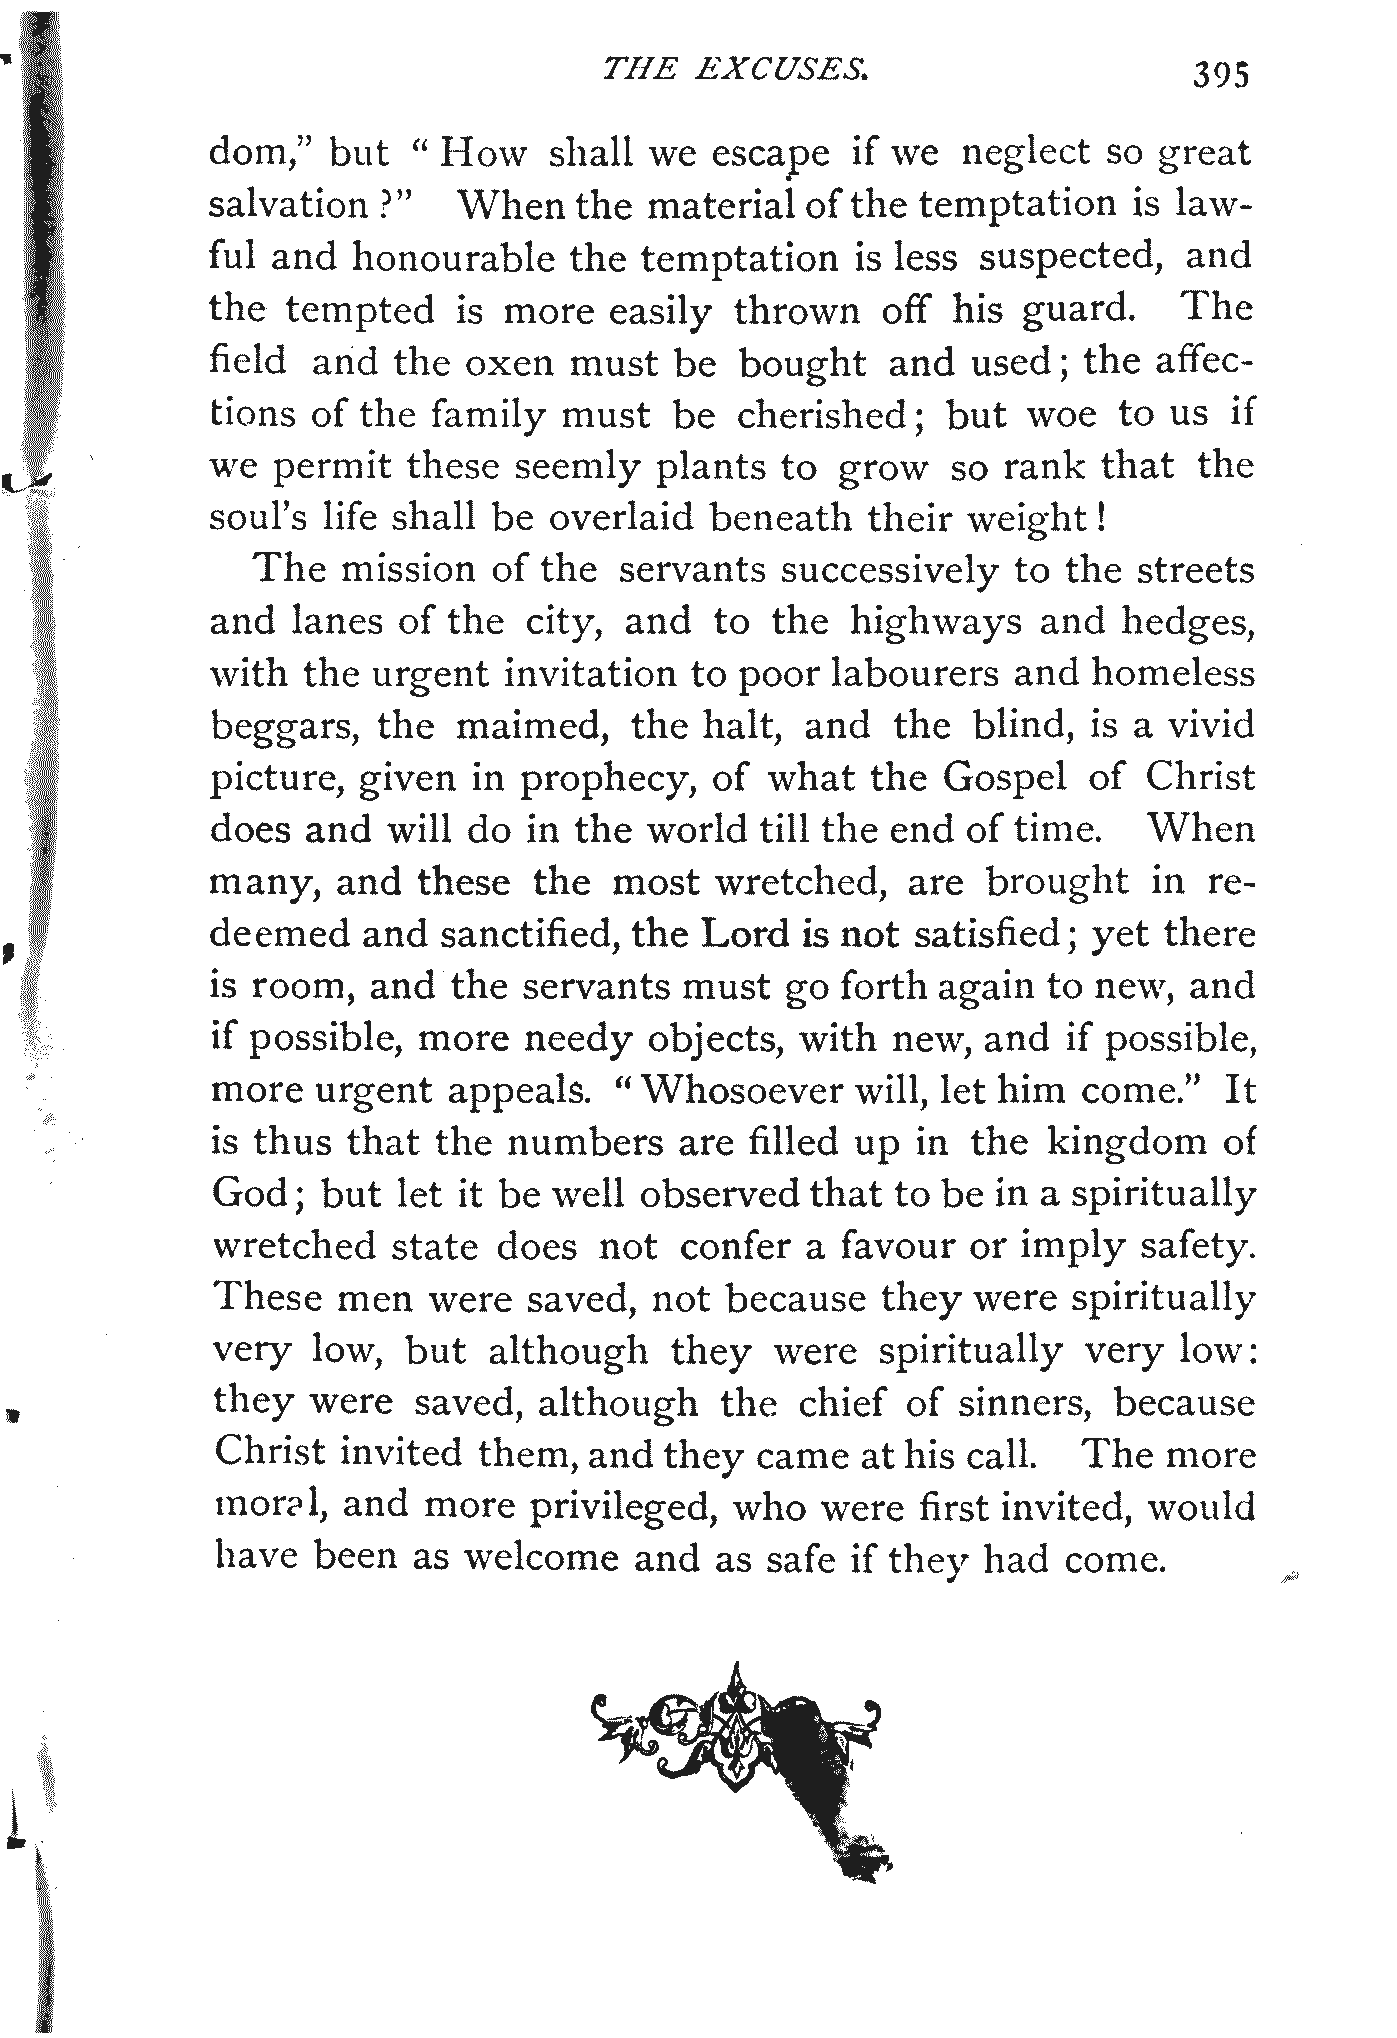 THE EXCUSES. 395
dom," but " How shall we escape if we neglect so great
salvation ?" When the material of the temptation is law-
ful and honourable the temptation is less suspected, and
the tempted is more easily thrown off his guard. The
field and the oxen must be bought and used ; the affec-
tions of the family must be cherished ; but woe to us if
we permit these seemly plants to grow so rank that the
soul's life shall be overlaid beneath their weight !
The mission of the servants successively to the streets
and lanes of the city, and to the highways and hedges,
with the urgent invitation to poor labourers and homeless
beggars, the maimed, the halt, and the blind, is a vivid
picture, given in prophecy, of what the Gospel of Christ
does and will do in the world till the end of time. When
many, and these the most wretched, are brought in re-
deemed and sanctified, the Lord is not satisfied ; yet there
is room, and the servants must go forth again to new, and
if possible, more needy objects, with new, and if possible,
more urgent appeals. " Whosoever will, let him come." It
is thus that the numbers are filled up in the kingdom of
God ; but let it be well observed that to be in a spiritually
wretched state does not confer a favour or imply safety.
These men were saved, not because they were spiritually
very low, but although they were spiritually very low :
they were saved, although the chief of sinners, because
Christ invited them, and they came at his call. The more
moral, and more privileged, who were first invited, would
have been as welcome and as safe if they had come.